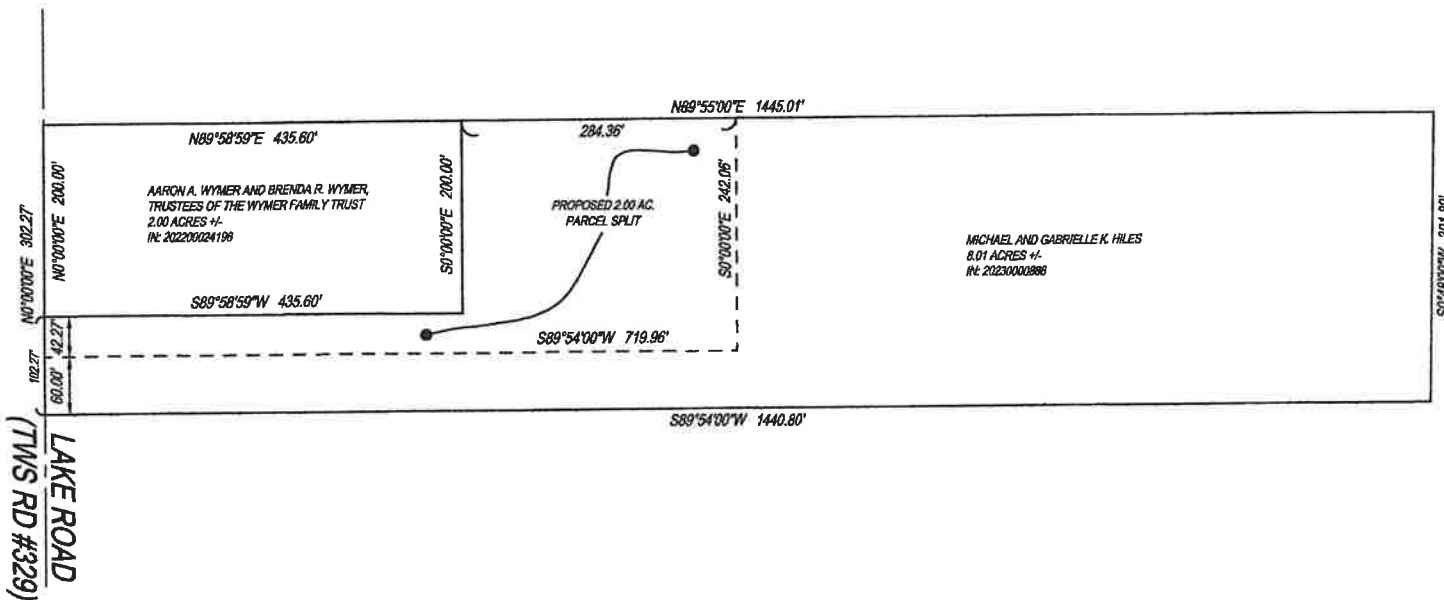 N89°55'00"E 1445.01'
N89°58'59"E 435.60'
284.36'
N0°00'00"E 302.27'
N0°00'00"E 200.00'
AARON A. WYMER AND BRENDA R. WYMER,
TRUSTEES OF THE WYMER FAMILY TRUST
2.00 ACRES +/-
IN: 202200024196
S0°00'00"E 200.00'
PROPOSED 2.00 AC.
PARCEL SPLIT
S0°00'00"E 242.06'
MICHAEL AND GABRIELLE K. HILES
8.01 ACRES +/-
IN: 20230000886
S89°58'59"W 435.60'
S89°54'00"W 719.96'
102.27'
42.27'
60.00'
S89°54'00"W 1440.80'
LAKE ROAD
(TWS RD #329)